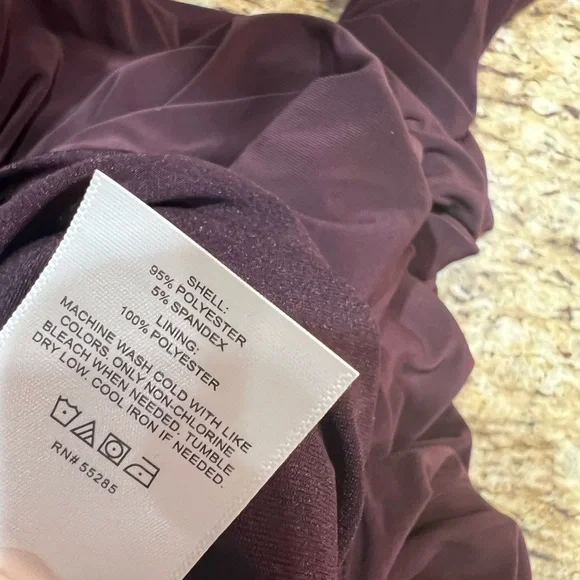 SHELL:
95% POLYESTER
5% SPANDEX
LINING:
100% POLYESTER
MACHINE WASH COLD WITH LIKE
COLORS. ONLY NON-CHLORINE
BLEACH WHEN NEEDED. TUMBLE
DRY LOW. COOL IRON IF NEEDED.
RN# 55285